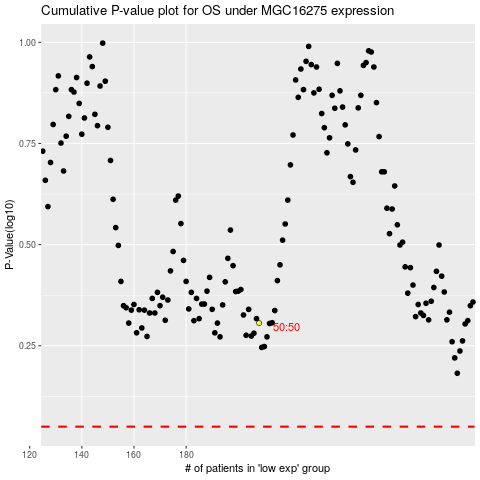 Cumulative P-value plot for OS under MGC16275 expression
P-Value(log10)
1.00
0.75
0.50
0.25
50:50
120 140 160 180
# of patients in 'low exp' group